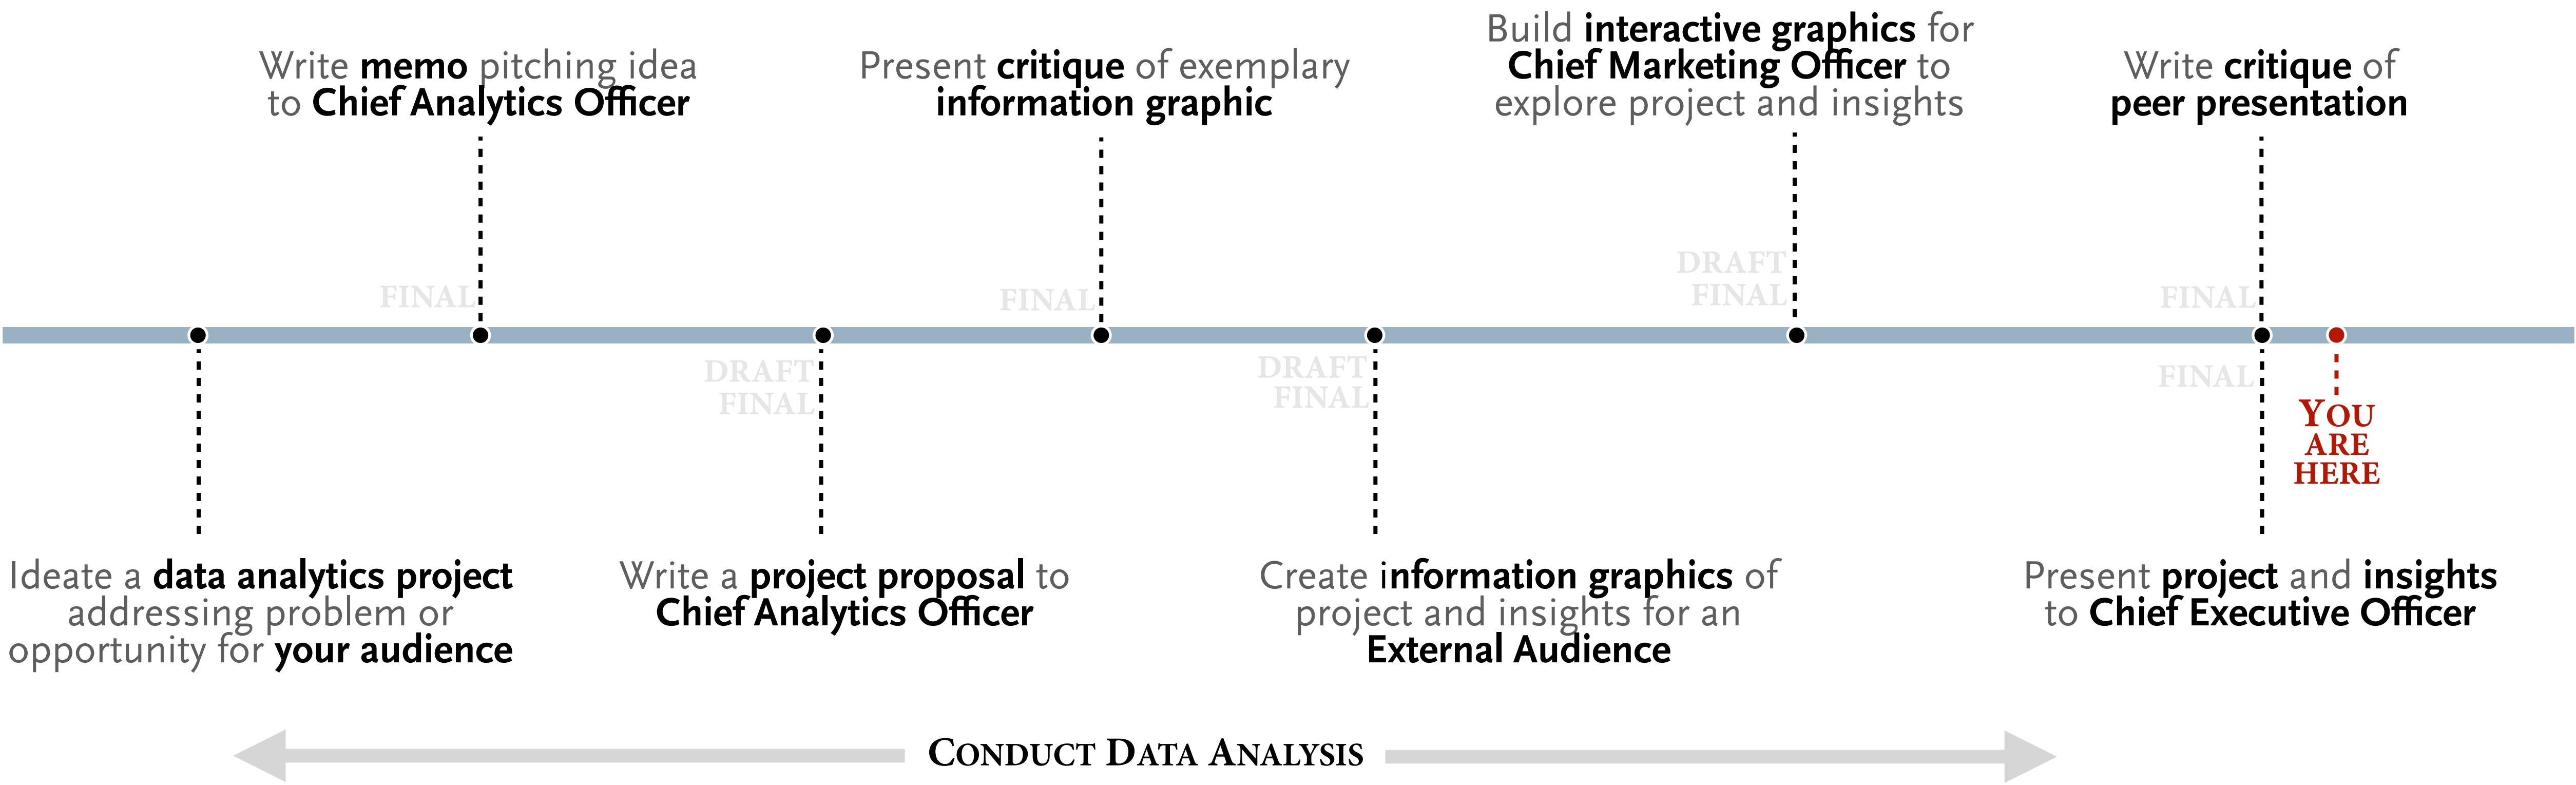 Write memo pitching idea
to Chief Analytics Officer
Present critique of exemplary
information graphic
Build interactive graphics for
Chief Marketing Officer to
explore project and insights
Write critique of
peer presentation
FINAL
FINAL
DRAFT
FINAL
FINAL
DRAFT
FINAL
DRAFT
FINAL
FINAL
YOU
ARE
HERE
Ideate a data analytics project
addressing problem or
opportunity for your audience
Write a project proposal to
Chief Analytics Officer
Create information graphics of
project and insights for an
External Audience
Present project and insights
to Chief Executive Officer
CONDUCT DATA ANALYSIS